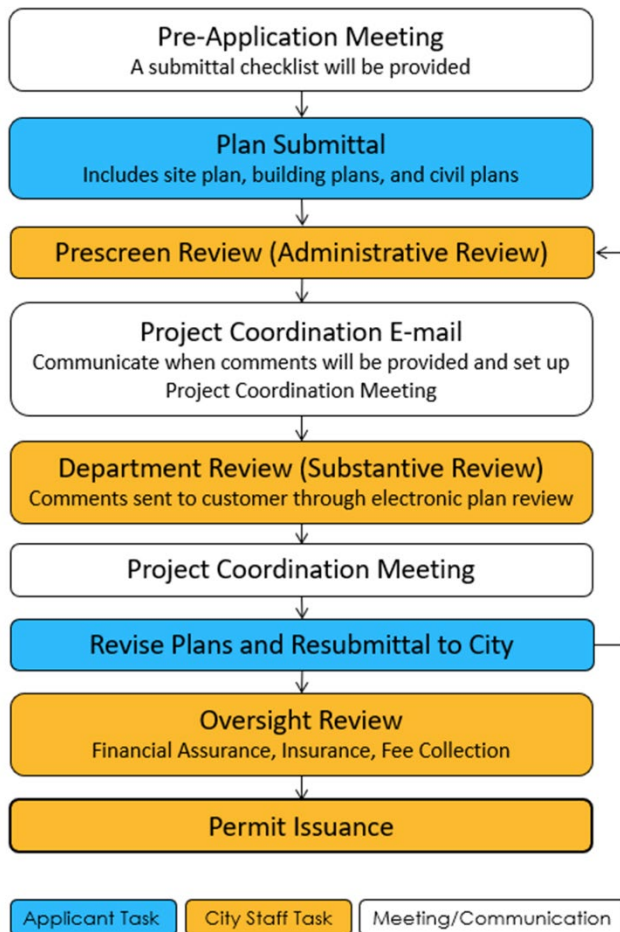 Pre-Application Meeting
A submittal checklist will be provided
Plan Submittal
Includes site plan, building plans, and civil plans
Prescreen Review (Administrative Review)
Project Coordination E-mail
Communicate when comments will be provided and set up
Project Coordination Meeting
Department Review (Substantive Review)
Comments sent to customer through electronic plan review
Project Coordination Meeting
Revise Plans and Resubmittal to City
Oversight Review
Financial Assurance, Insurance, Fee Collection
Permit Issuance
Applicant Task
City Staff Task
Meeting/Communication